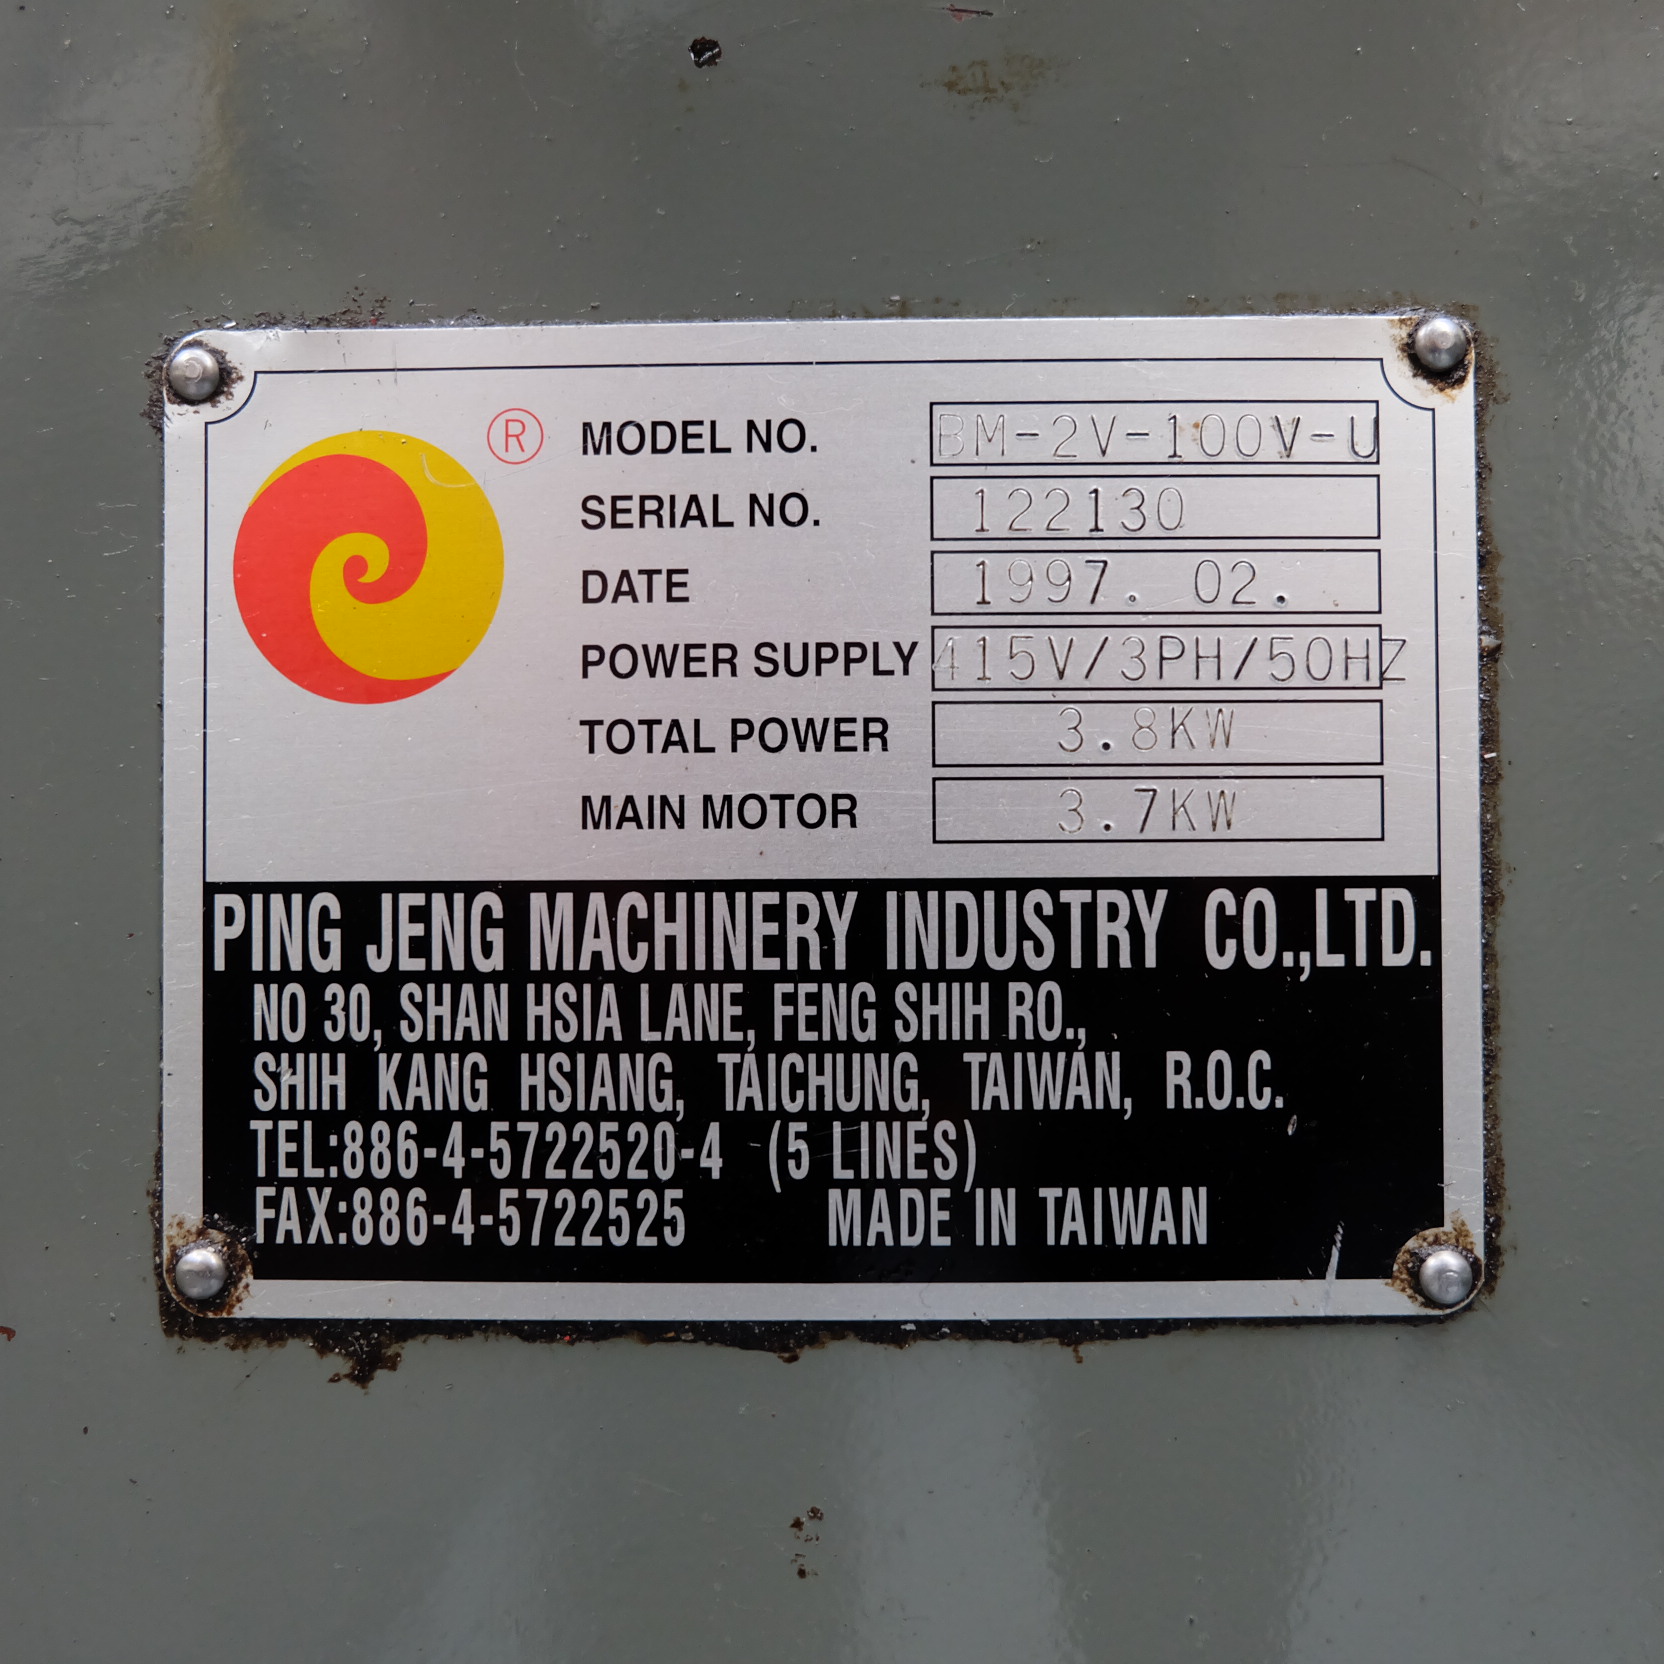 ®
MODEL NO. BM-2V-100V-U
SERIAL NO. 122130
DATE 1997. 02.
POWER SUPPLY 415V/3PH/50HZ
TOTAL POWER 3.8KW
MAIN MOTOR 3.7KW
PING JENG MACHINERY INDUSTRY CO.,LTD.
NO 30, SHAN HSIA LANE, FENG SHIH RO.,
SHIH KANG HSIANG, TAICHUNG, TAIWAN, R.O.C.
TEL:886-4-5722520-4 (5 LINES)
FAX:886-4-5722525 MADE IN TAIWAN